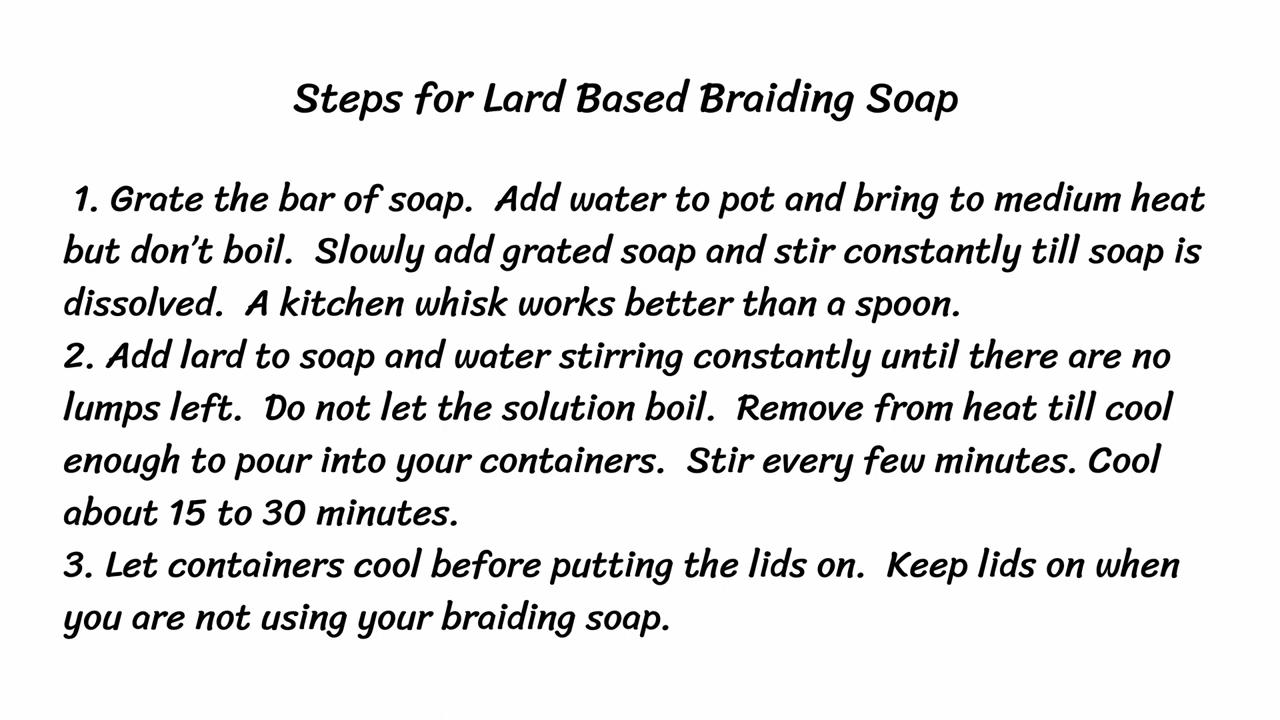 Steps for Lard Based Braiding Soap
1. Grate the bar of soap.  Add water to pot and bring to medium heat
but don't boil.  Slowly add grated soap and stir constantly till soap is
dissolved.  A kitchen whisk works better than a spoon.
2. Add lard to soap and water stirring constantly until there are no
lumps left.  Do not let the solution boil.  Remove from heat till cool
enough to pour into your containers.  Stir every few minutes. Cool
about 15 to 30 minutes.
3. Let containers cool before putting the lids on.  Keep lids on when
you are not using your braiding soap.